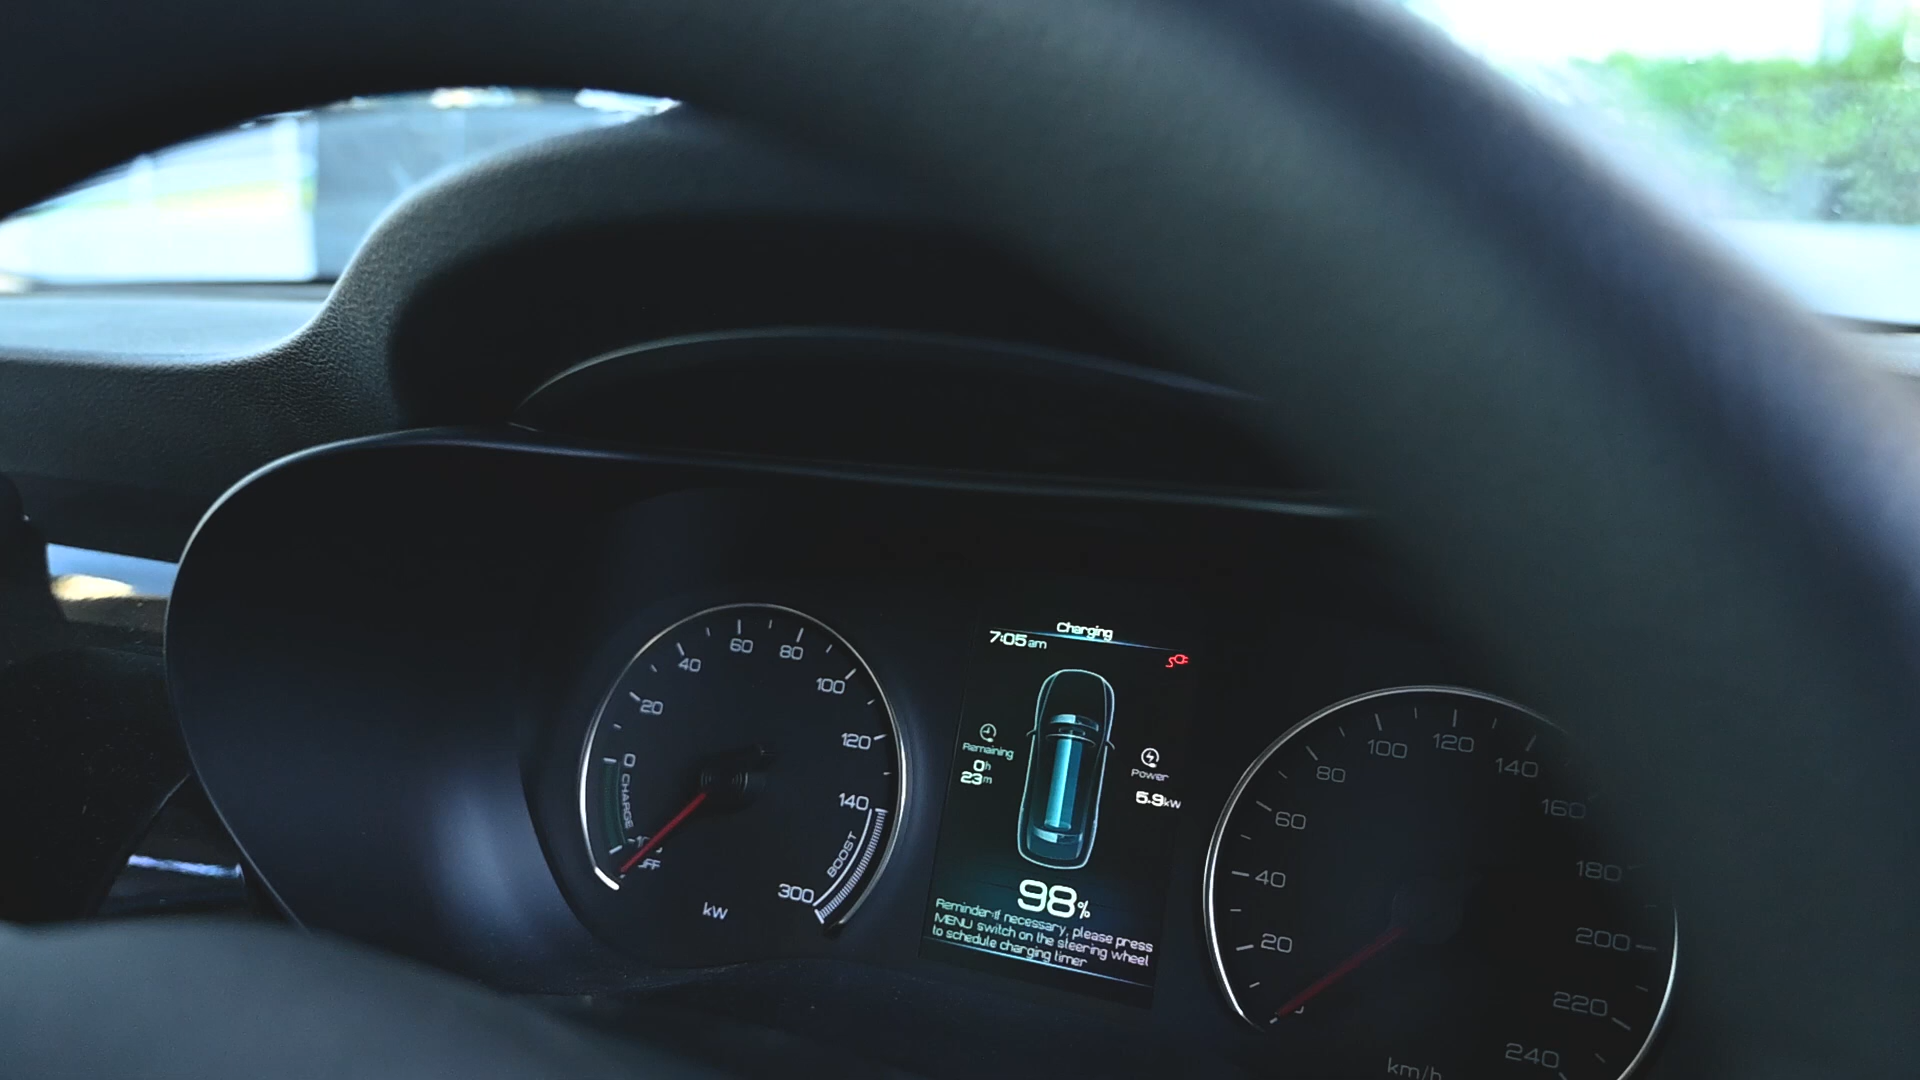 Charging
7:05am
Remaining
0h
23m
Power
5.9kW
98%
Reminder:If necessary, please press
MENU switch on the steering wheel
to schedule charging timer
0
20
40
60
80
100
120
140
300
CHARGE
BOOST
kW
20
40
60
80
100
120
140
160
180
200
220
240
km/h